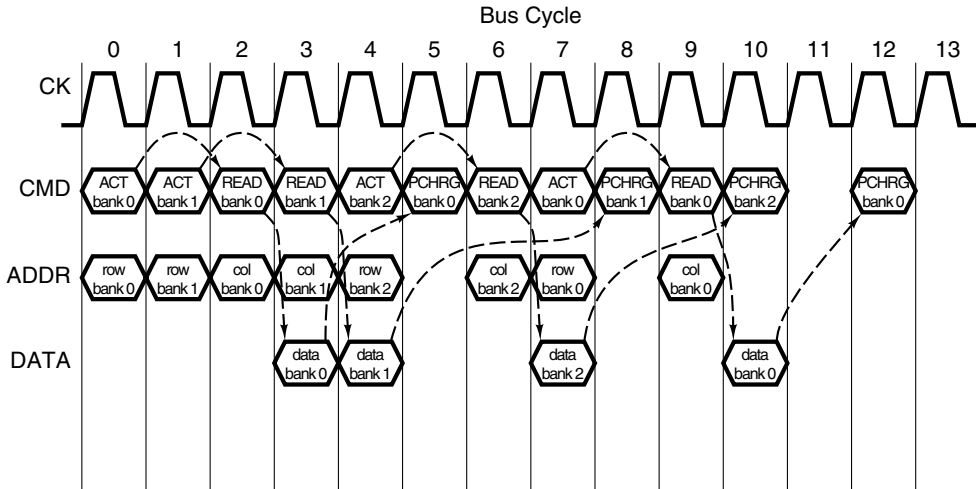 Bus Cycle
0 1 2 3 4 5 6 7 8 9 10 11 12 13
CK
CMD
ACT bank 0
ACT bank 1
READ bank 0
READ bank 1
ACT bank 2
PCHRG bank 0
READ bank 2
ACT bank 0
PCHRG bank 1
READ bank 0
PCHRG bank 2
PCHRG bank 0
ADDR
row bank 0
row bank 1
col bank 0
col bank 1
row bank 2
col bank 2
row bank 0
col bank 0
DATA
data bank 0
data bank 1
data bank 2
data bank 0